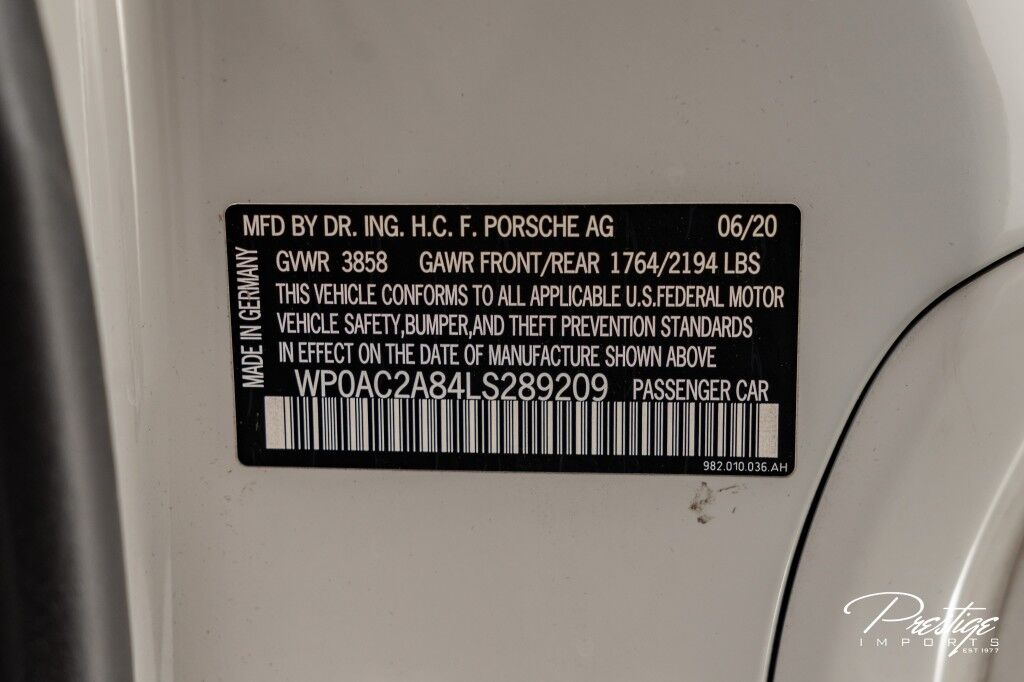 MFD BY DR. ING. H.C. F. PORSCHE AG 06/20
GVWR 3858 GAWR FRONT/REAR 1764/2194 LBS
THIS VEHICLE CONFORMS TO ALL APPLICABLE U.S.FEDERAL MOTOR
VEHICLE SAFETY,BUMPER,AND THEFT PREVENTION STANDARDS
IN EFFECT ON THE DATE OF MANUFACTURE SHOWN ABOVE
WP0AC2A84LS289209 PASSENGER CAR
982.010.036.AH
MADE IN GERMANY
Prestige
IMPORTS
EST 1977